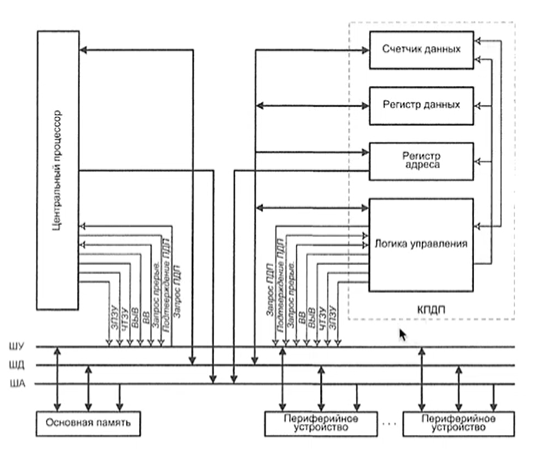 Счетчик данных
Регистр данных
Регистр
адреса
Логика управления
КПДП
Центральный процессор
ЗПЗУ
ЧТЗУ
ВЫВ
ВВ
Запрос прерыв.
Подтверждение ПДП
Запрос ПДП
Запрос ПДП
Подтверждение ПДП
Запрос прерыв.
ВВ
ВЫВ
ЧТЗУ
ЗПЗУ
ШУ
ШД
ША
Основная память
Периферийное
устройство
...
Периферийное
устройство